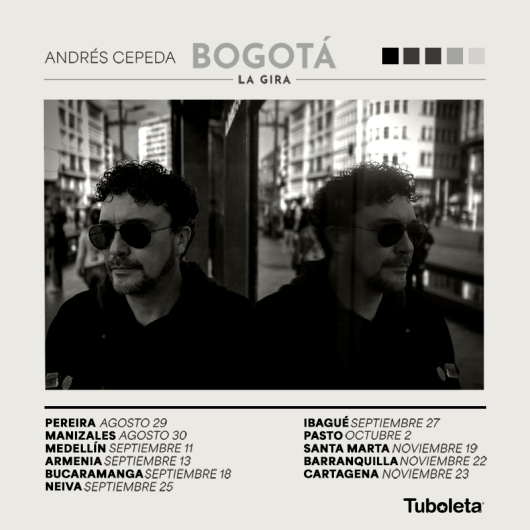 ANDRÉS CEPEDA
BOGOTÁ
LA GIRA
PEREIRA AGOSTO 29
MANIZALES AGOSTO 30
MEDELLÍN SEPTIEMBRE 11
ARMENIA SEPTIEMBRE 13
BUCARAMANGA SEPTIEMBRE 18
NEIVA SEPTIEMBRE 25
IBAGUÉ SEPTIEMBRE 27
PASTO OCTUBRE 2
SANTA MARTA NOVIEMBRE 19
BARRANQUILLA NOVIEMBRE 22
CARTAGENA NOVIEMBRE 23
Tuboleta